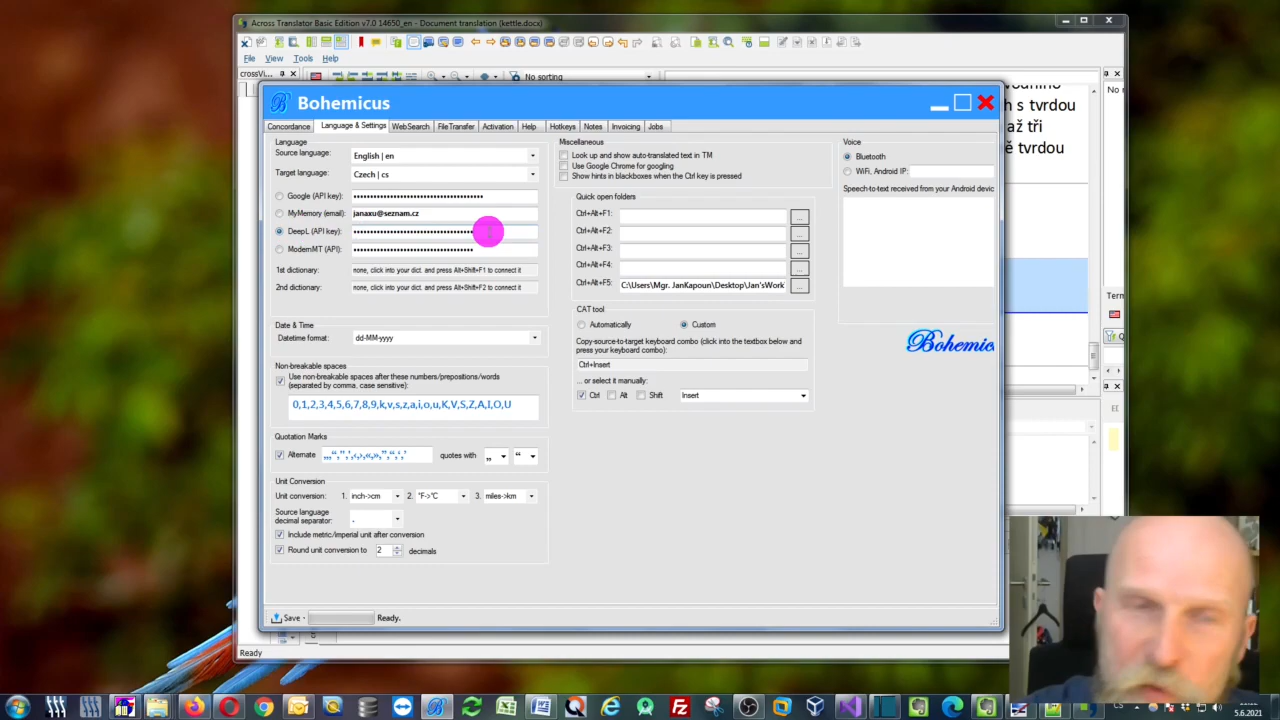 Across Translator Basic Edition v7.0 14650_en - Document translation (kettle.docx)
File View Tools Help
crossVi...
No sorting
No r
h s tvrdou
až tři
ě tvrdou
Bohemicus
Concordance Language & Settings WebSearch FileTransfer Activation Help Hotkeys Notes Invoicing Jobs
Language
Source language: English | en
Target language: Czech | cs
Google (API key):
MyMemory (email): janaxu@seznam.cz
DeepL (API key):
ModernMT (API):
1st dictionary: none, click into your dict. and press Alt+Shift+F1 to connect it
2nd dictionary: none, click into your dict. and press Alt+Shift+F2 to connect it
Date & Time
Datetime format: dd-MM-yyyy
Non-breakable spaces
Use non-breakable spaces after these numbers/prepositions/words
(separated by comma, case sensitive):
0,1,2,3,4,5,6,7,8,9,k,v,s,z,a,i,o,u,K,V,S,Z,A,I,O,U
Quotation Marks
Alternate quotes with „ “
Unit Conversion
Unit conversion: 1. inch->cm 2. °F->°C 3. miles->km
Source language
decimal separator: .
Include metric/imperial unit after conversion
Round unit conversion to 2 decimals
Miscellaneous
Look up and show auto-translated text in TM
Use Google Chrome for googling
Show hints in blackboxes when the Ctrl key is pressed
Quick open folders
Ctrl+Alt+F1: ...
Ctrl+Alt+F2: ...
Ctrl+Alt+F3: ...
Ctrl+Alt+F4: ...
Ctrl+Alt+F5: C:\Users\Mgr. JanKapoun\Desktop\Jan'sWork ...
CAT tool
Automatically Custom
Copy-source-to-target keyboard combo (click into the textbox below and
press your keyboard combo):
Ctrl+Insert
... or select it manually:
Ctrl Alt Shift Insert
Voice
Bluetooth
WiFi, Android IP:
Speech-to-text received from your Android devic
Bohemic
Term
Save Ready.
Ready
CS
5.6.2021